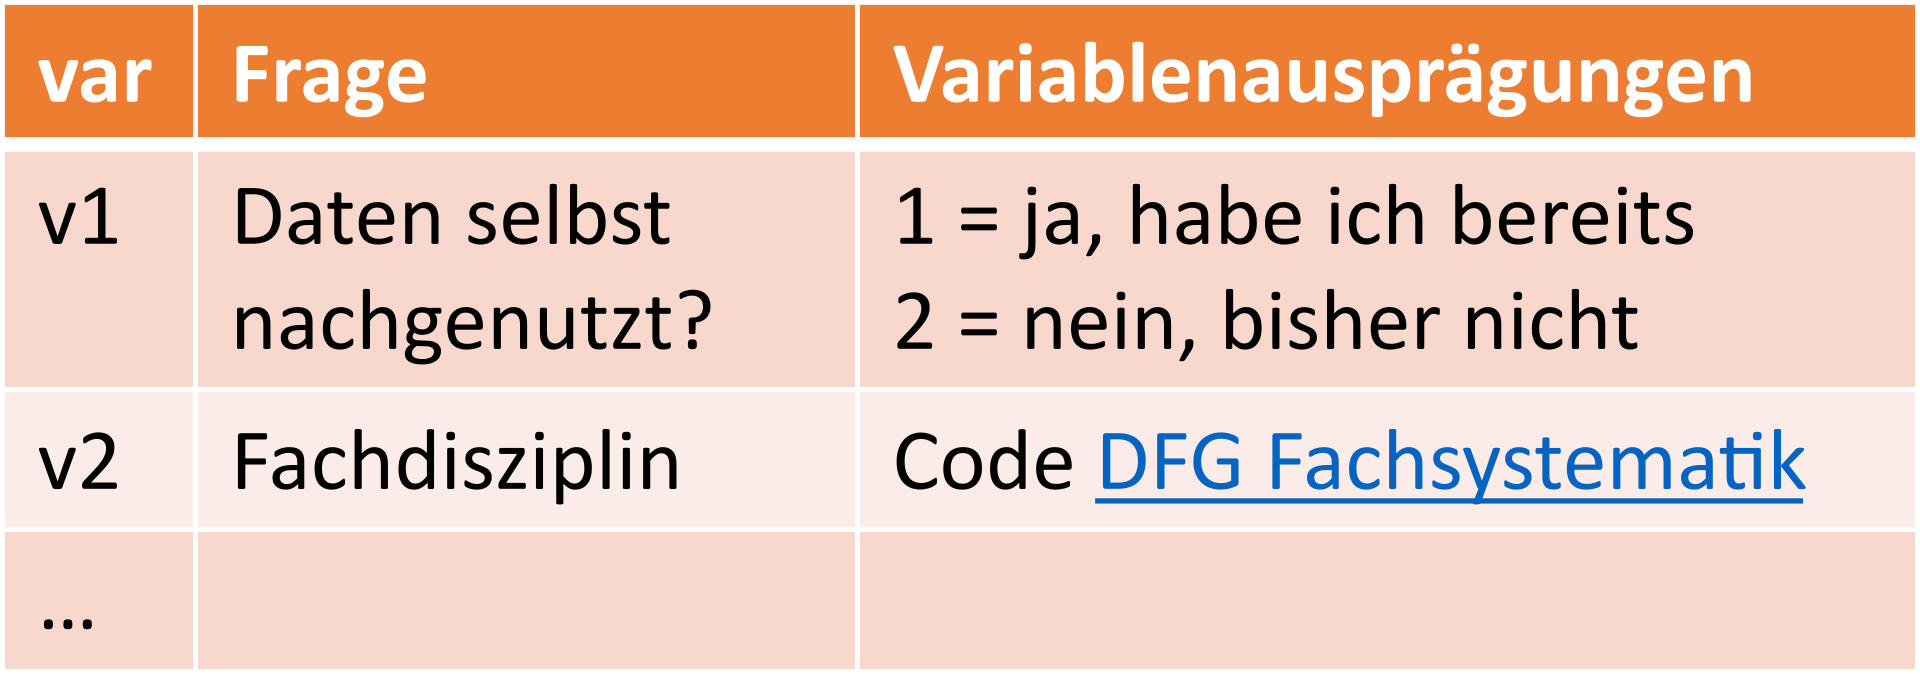 var Frage Variablenausprägungen
v1 Daten selbst nachgenutzt? 1 = ja, habe ich bereits
2 = nein, bisher nicht
v2 Fachdisziplin Code DFG Fachsystematik
...